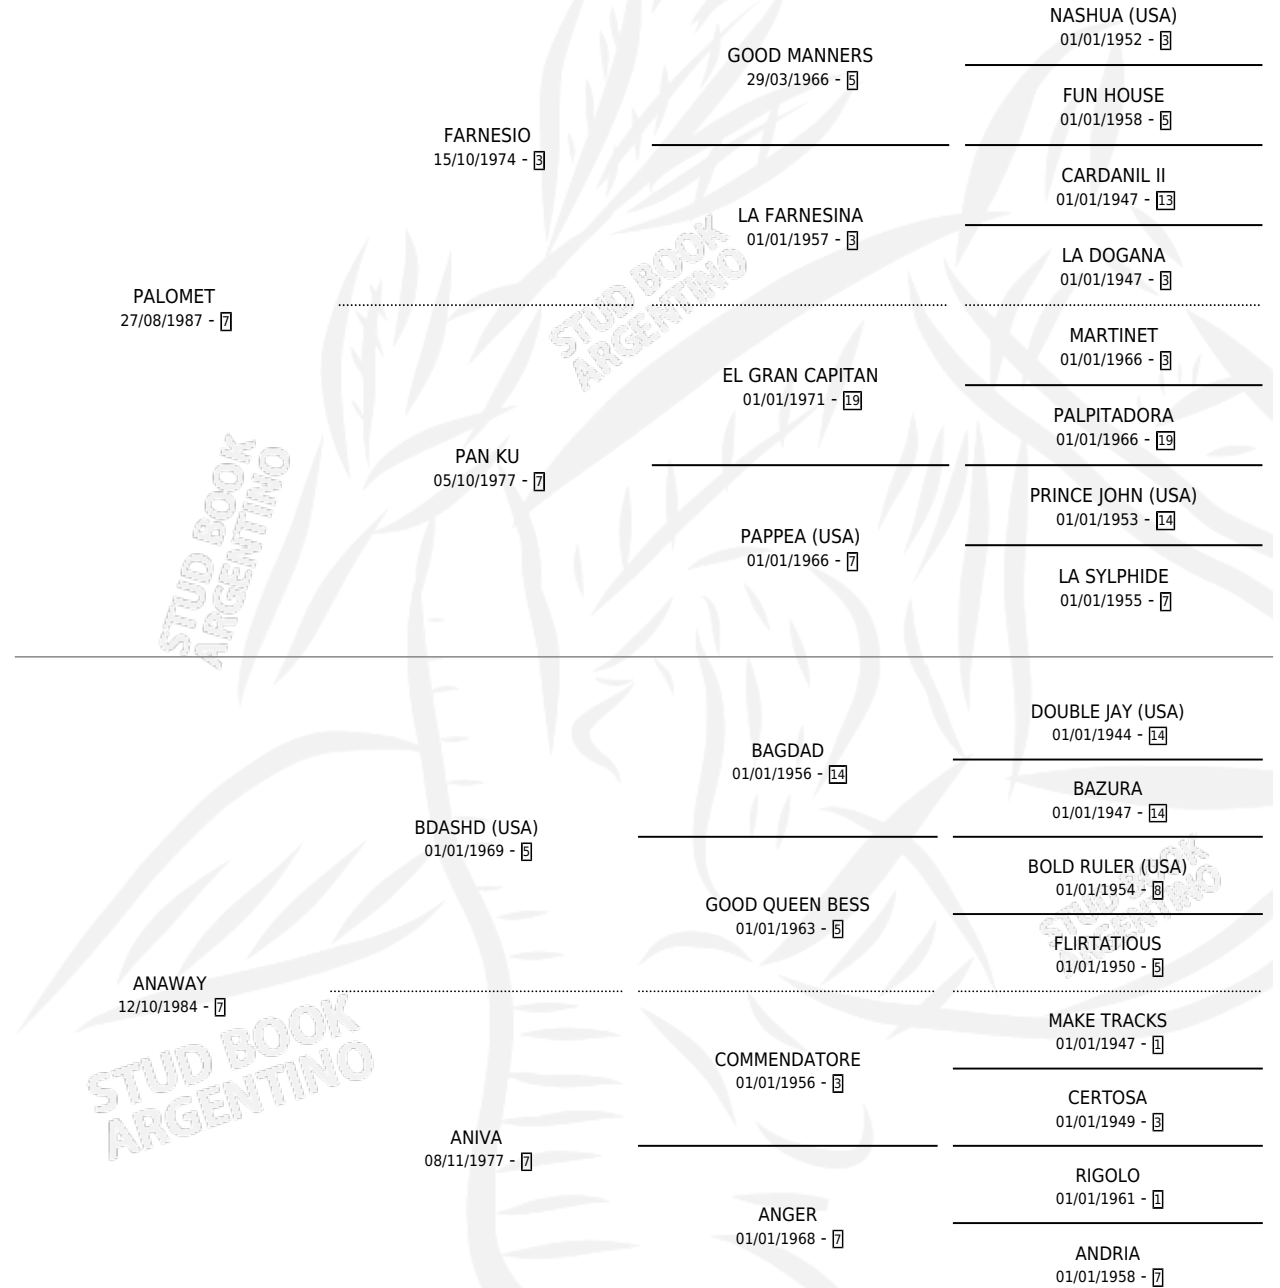 NASHUA (USA)
01/01/1952 - 3
GOOD MANNERS
29/03/1966 - 5
FUN HOUSE
01/01/1958 - 5
FARNESIO
15/10/1974 - 3
CARDANIL II
01/01/1947 - 13
LA FARNESINA
01/01/1957 - 3
LA DOGANA
01/01/1947 - 3
PALOMET
27/08/1987 - 7
STUD BOOK
ARGENTINO
MARTINET
01/01/1966 - 3
EL GRAN CAPITAN
01/01/1971 - 19
PALPITADORA
01/01/1966 - 19
PAN KU
05/10/1977 - 7
PRINCE JOHN (USA)
01/01/1953 - 14
PAPPEA (USA)
01/01/1966 - 7
LA SYLPHIDE
01/01/1955 - 7
STUD BOOK
ARGENTINO
DOUBLE JAY (USA)
01/01/1944 - 14
BAGDAD
01/01/1956 - 14
BAZURA
01/01/1947 - 14
BDASHD (USA)
01/01/1969 - 5
BOLD RULER (USA)
01/01/1954 - 8
GOOD QUEEN BESS
01/01/1963 - 5
STUD BOOK
ARGENTINO
FLIRTATIOUS
01/01/1950 - 5
ANAWAY
12/10/1984 - 7
STUD BOOK
ARGENTINO
MAKE TRACKS
01/01/1947 - 1
COMMENDATORE
01/01/1956 - 3
CERTOSA
01/01/1949 - 3
ANIVA
08/11/1977 - 7
RIGOLO
01/01/1961 - 1
ANGER
01/01/1968 - 7
ANDRIA
01/01/1958 - 7